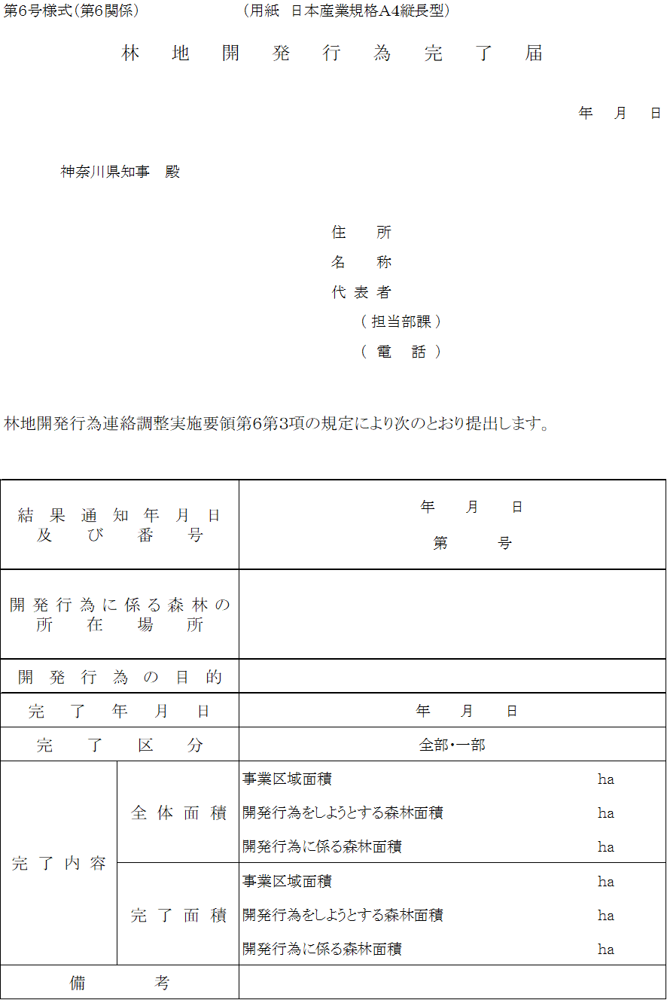 第6号様式（第6関係）　　　　　　　（用紙　日本産業規格A4縦長型）
林　地　開　発　行　為　完　了　届
年　月　日
神奈川県知事　殿
住　　所
名　　称
代 表 者
（ 担当部課 ）
（ 電　話 ）
林地開発行為連絡調整実施要領第6第3項の規定により次のとおり提出します。
結　果　通　知　年　月　日
及　び　番　号
年　　月　　日
第　　　号
開 発 行 為 に 係 る 森 林 の
所　在　場　所
開　発　行　為　の　目　的
完　了　年　月　日
年　　月　　日
完　了　区　分
全部・一部
完 了 内 容
全 体 面 積
事業区域面積　　　　　　　　ha
開発行為をしようとする森林面積　　　　　　　　ha
開発行為に係る森林面積　　　　　　　　ha
完 了 面 積
事業区域面積　　　　　　　　ha
開発行為をしようとする森林面積　　　　　　　　ha
開発行為に係る森林面積　　　　　　　　ha
備　　　考